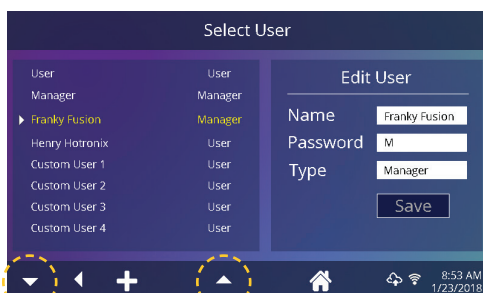 Select User
User User
Manager Manager
Franky Fusion Manager
Henry Hotronix User
Custom User 1 User
Custom User 2 User
Custom User 3 User
Custom User 4 User
Edit User
Name Franky Fusion
Password M
Type Manager
Save
8:53 AM
1/23/2018